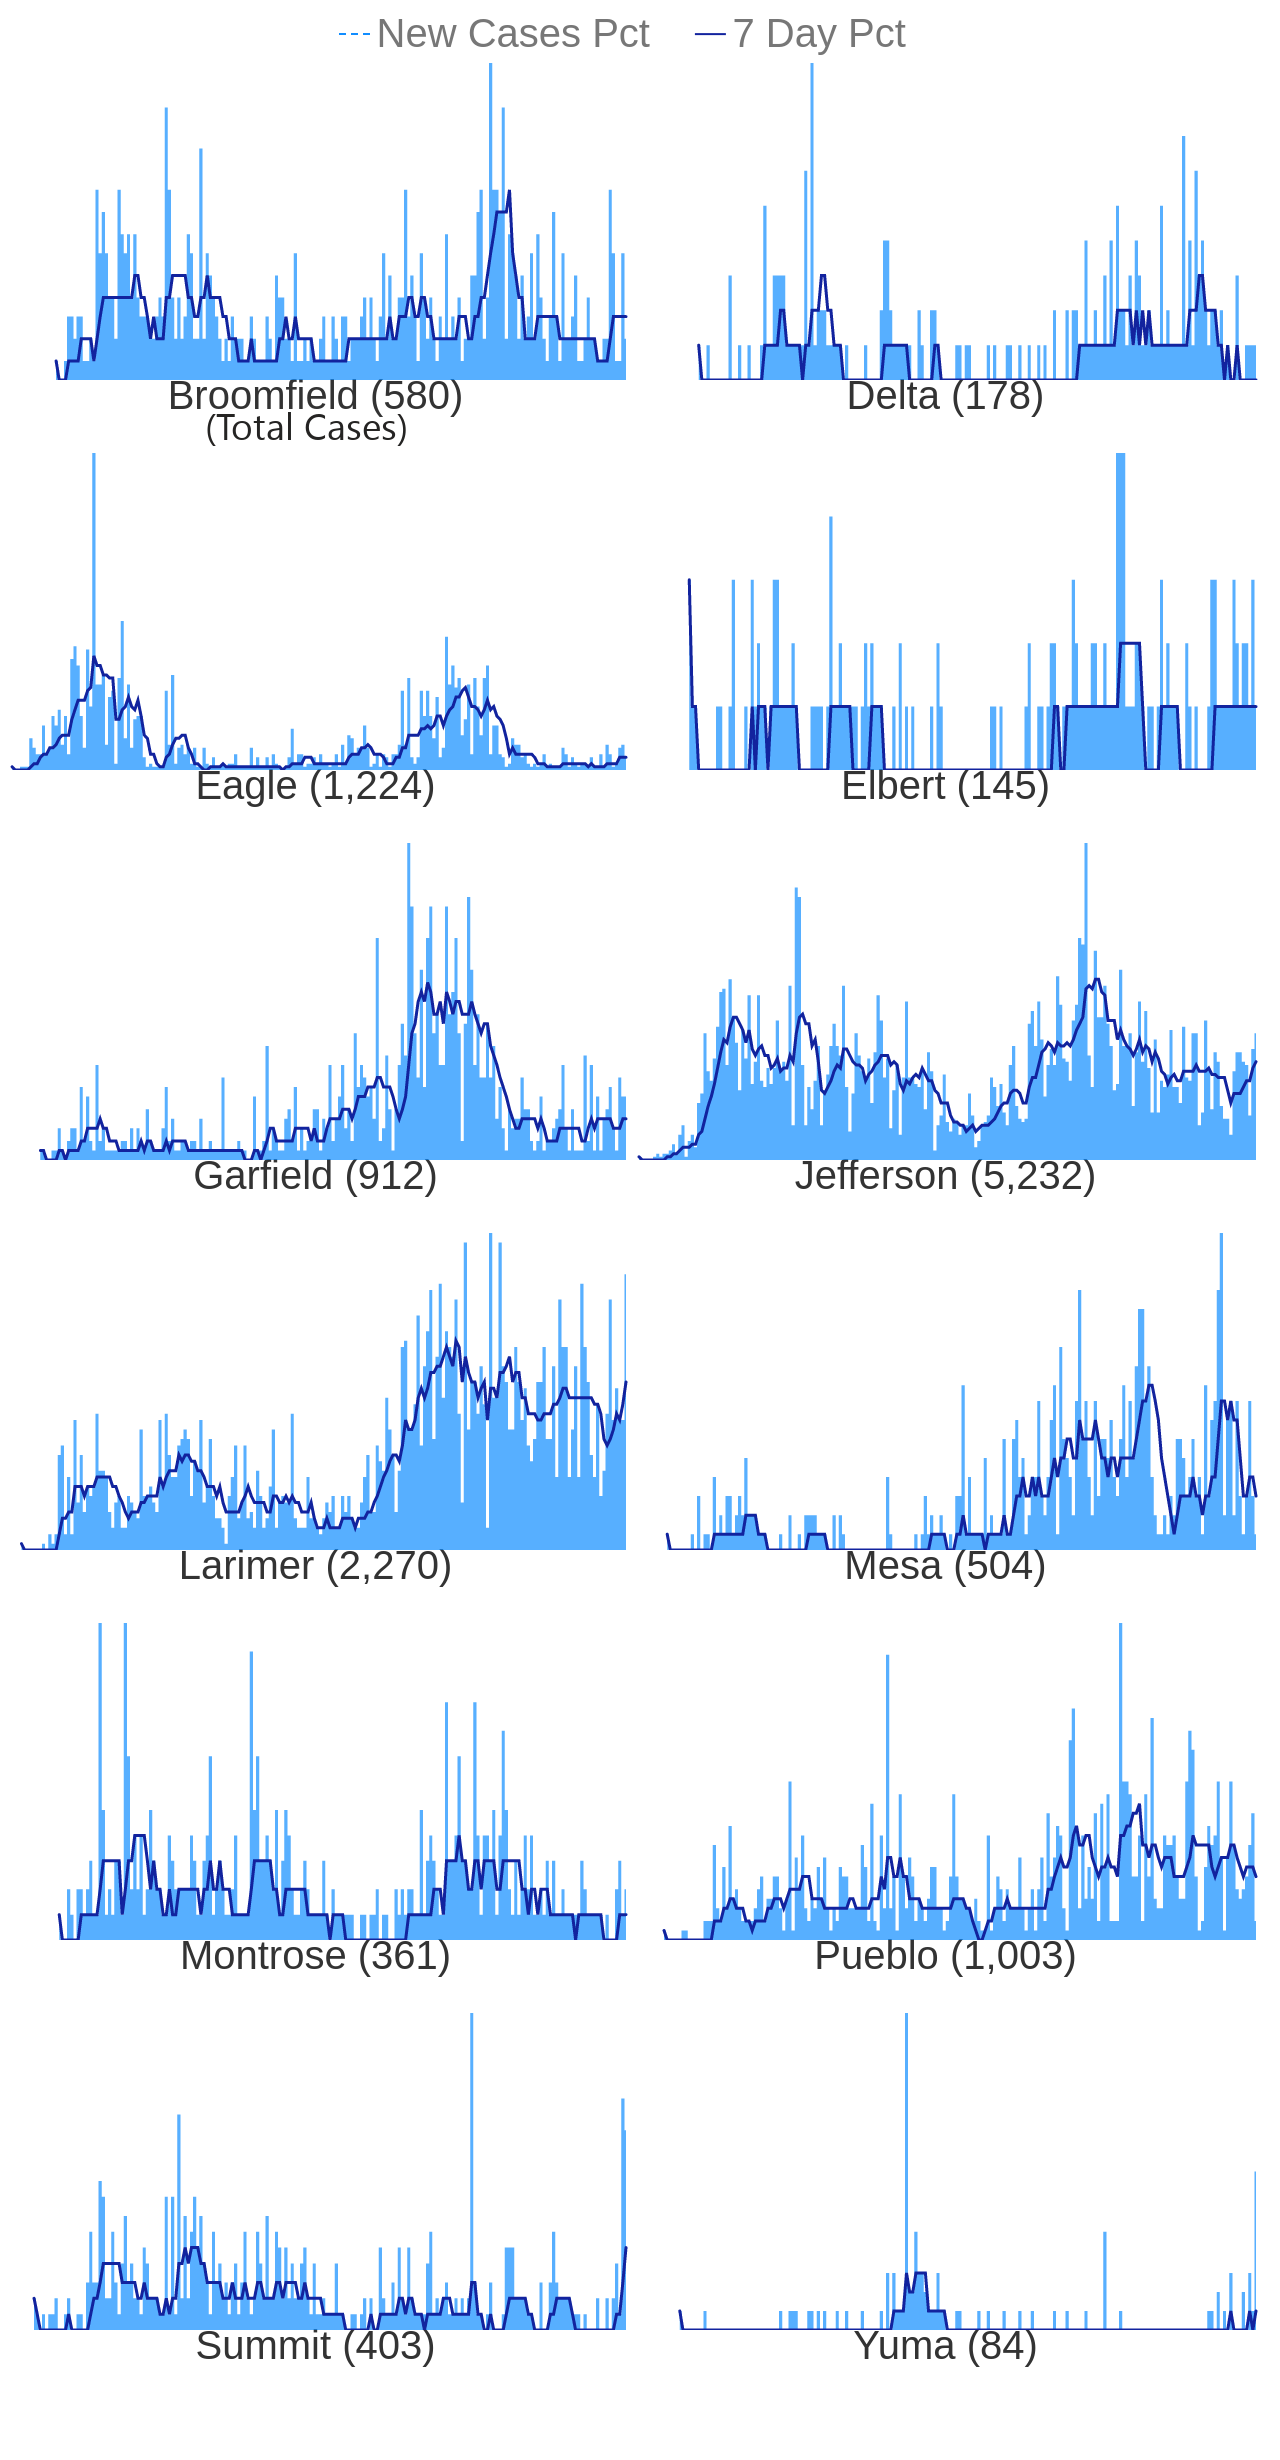 New Cases Pct 7 Day Pct
Broomfield (580) Delta (178)
(Total Cases)
Eagle (1,224) Elbert (145)
Garfield (912) Jefferson (5,232)
Larimer (2,270) Mesa (504)
Montrose (361) Pueblo (1,003)
Summit (403) Yuma (84)